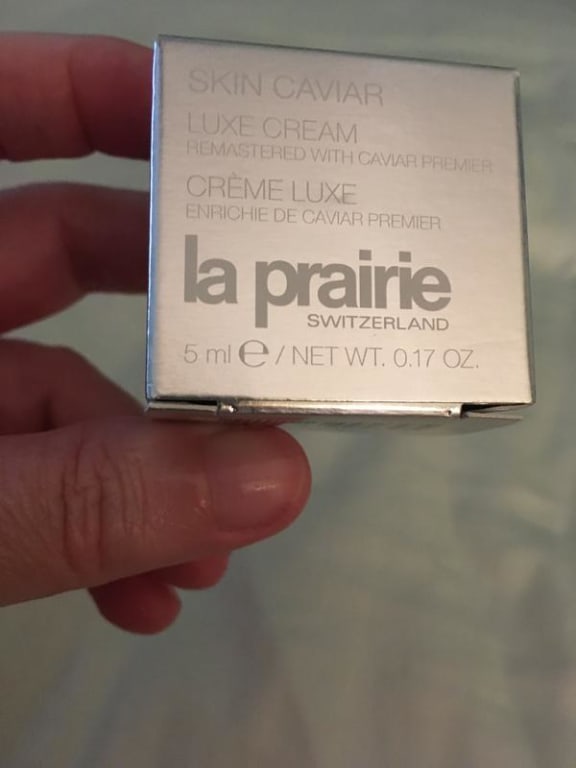 SKIN CAVIAR
LUXE CREAM
REMASTERED WITH CAVIAR PREMIER
CRÈME LUXE
ENRICHIE DE CAVIAR PREMIER
la prairie
SWITZERLAND
5 ml ℮ / NET WT. 0.17 OZ.